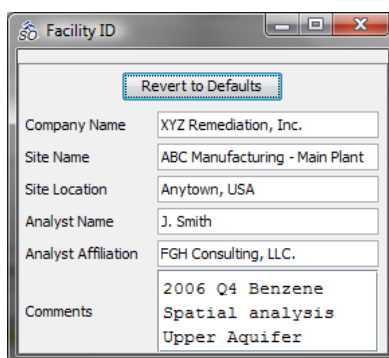 SO Facility ID
Revert to Defaults
Company Name XYZ Remediation, Inc.
Site Name ABC Manufacturing - Main Plant
Site Location Anytown, USA
Analyst Name J. Smith
Analyst Affiliation FGH Consulting, LLC.
2006 Q4 Benzene
Comments Spatial analysis
Upper Aquifer